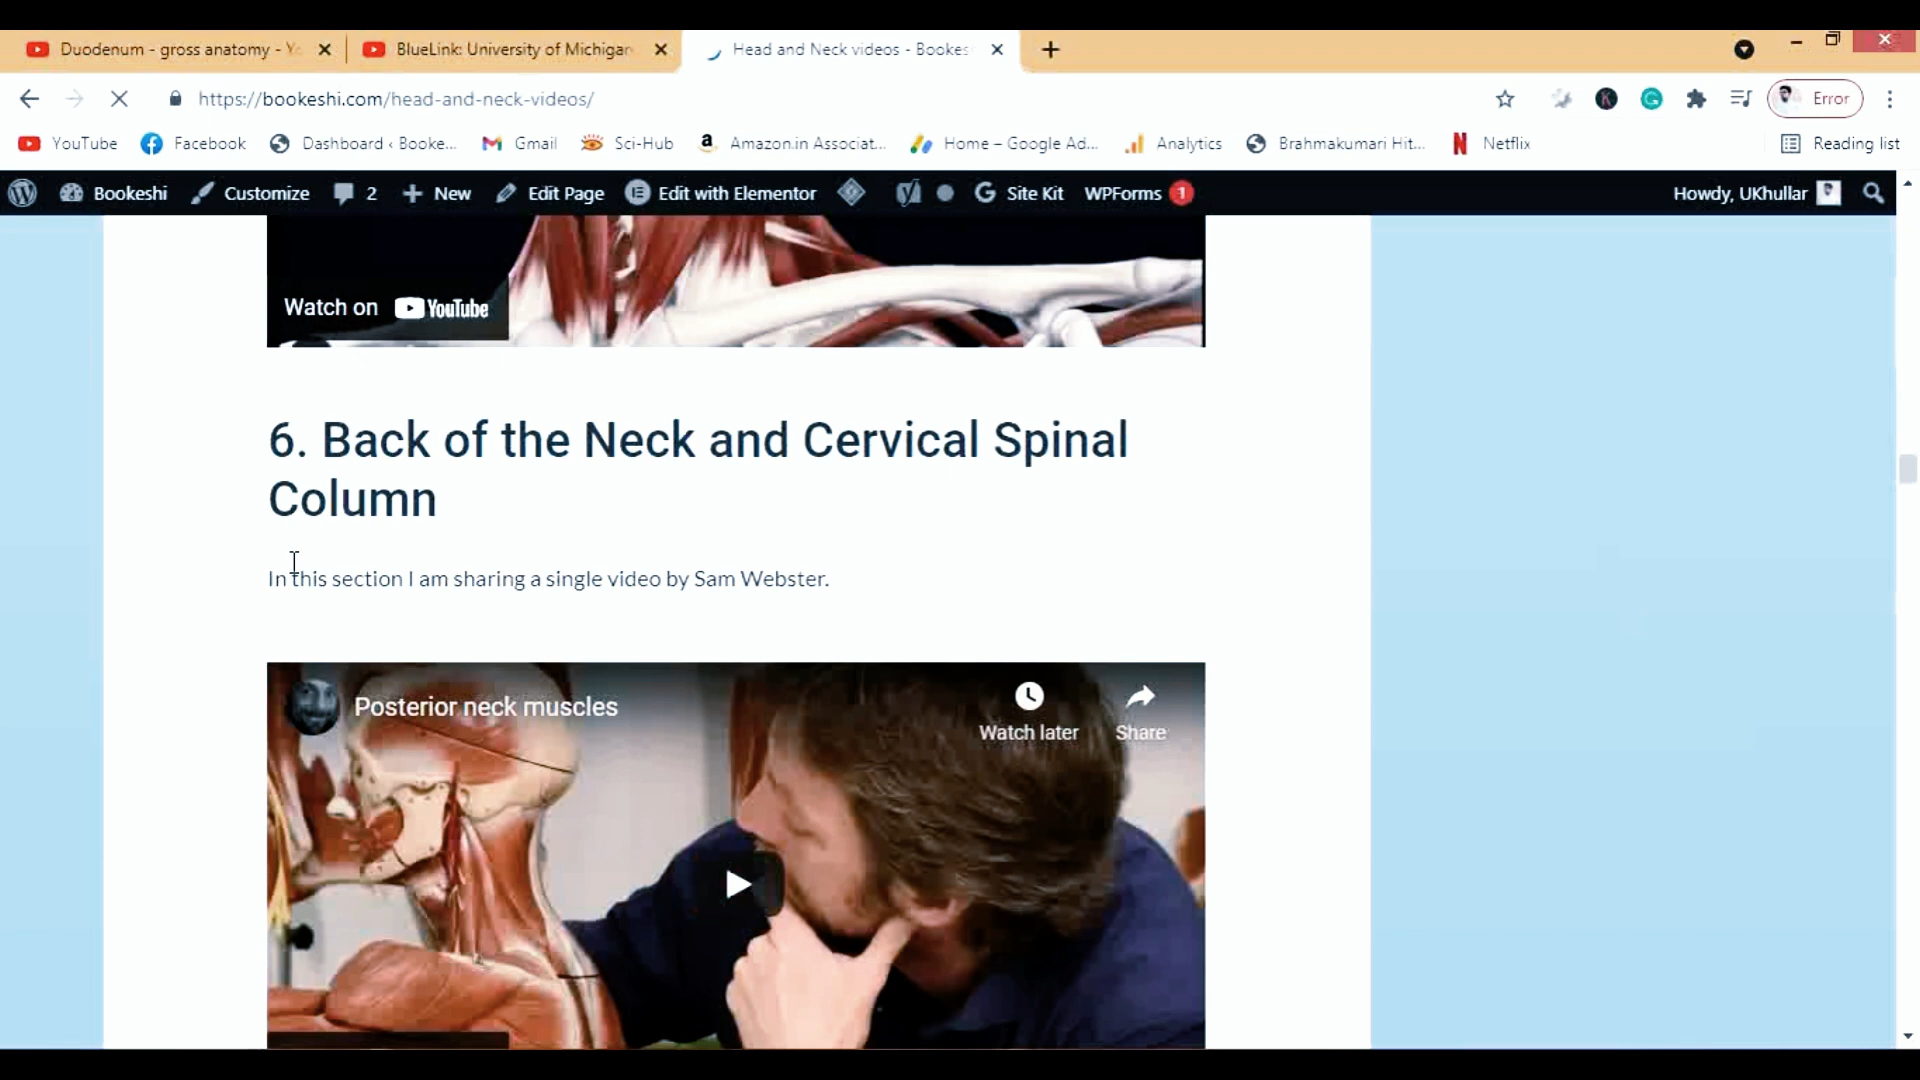 Duodenum - gross anatomy - Yo
BlueLink: University of Michigan
Head and Neck videos - Bookes
https://bookeshi.com/head-and-neck-videos/
Error
YouTube
Facebook
Dashboard ‹ Booke...
Gmail
Sci-Hub
Amazon.in Associat...
Home – Google Ad...
Analytics
Brahmakumari Hit...
Netflix
Reading list
Bookeshi
Customize
2
New
Edit Page
Edit with Elementor
Site Kit
WPForms 1
Howdy, UKhullar
Watch on YouTube
6. Back of the Neck and Cervical Spinal
Column
In this section I am sharing a single video by Sam Webster.
Posterior neck muscles
Watch later
Share